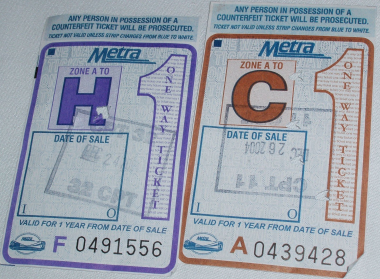 ANY PERSON IN POSSESSION OF A
COUNTERFEIT TICKET WILL BE PROSECUTED.
TICKET NOT VALID UNLESS STRIP CHANGES FROM BLUE TO WHITE.
Metra
ZONE A TO
H
1
ONE WAY TICKET
DATE OF SALE
I O
VALID FOR 1 YEAR FROM DATE OF SALE
F 0491556
ANY PERSON IN POSSESSION OF A
COUNTERFEIT TICKET WILL BE PROSECUTED.
TICKET NOT VALID UNLESS STRIP CHANGES FROM BLUE TO WHITE.
Metra
ZONE A TO
C
1
ONE WAY TICKET
DATE OF SALE
DEC 26 2001
I O
VALID FOR 1 YEAR FROM DATE OF SALE
A 0439428